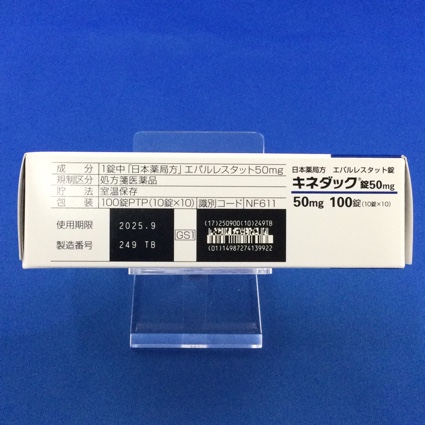 成分 1錠中「日本薬局方」エパルレスタット50mg
規制区分 処方箋医薬品
貯法 室温保存
包装 100錠PTP(10錠×10) 識別コード NF611
使用期限 2025.9
製造番号 249 TB
GS1
(17)250900(10)249TB
(01)14987274139922
日本薬局方 エパルレスタット錠
キネダック®錠50mg
50mg 100錠(10錠×10)